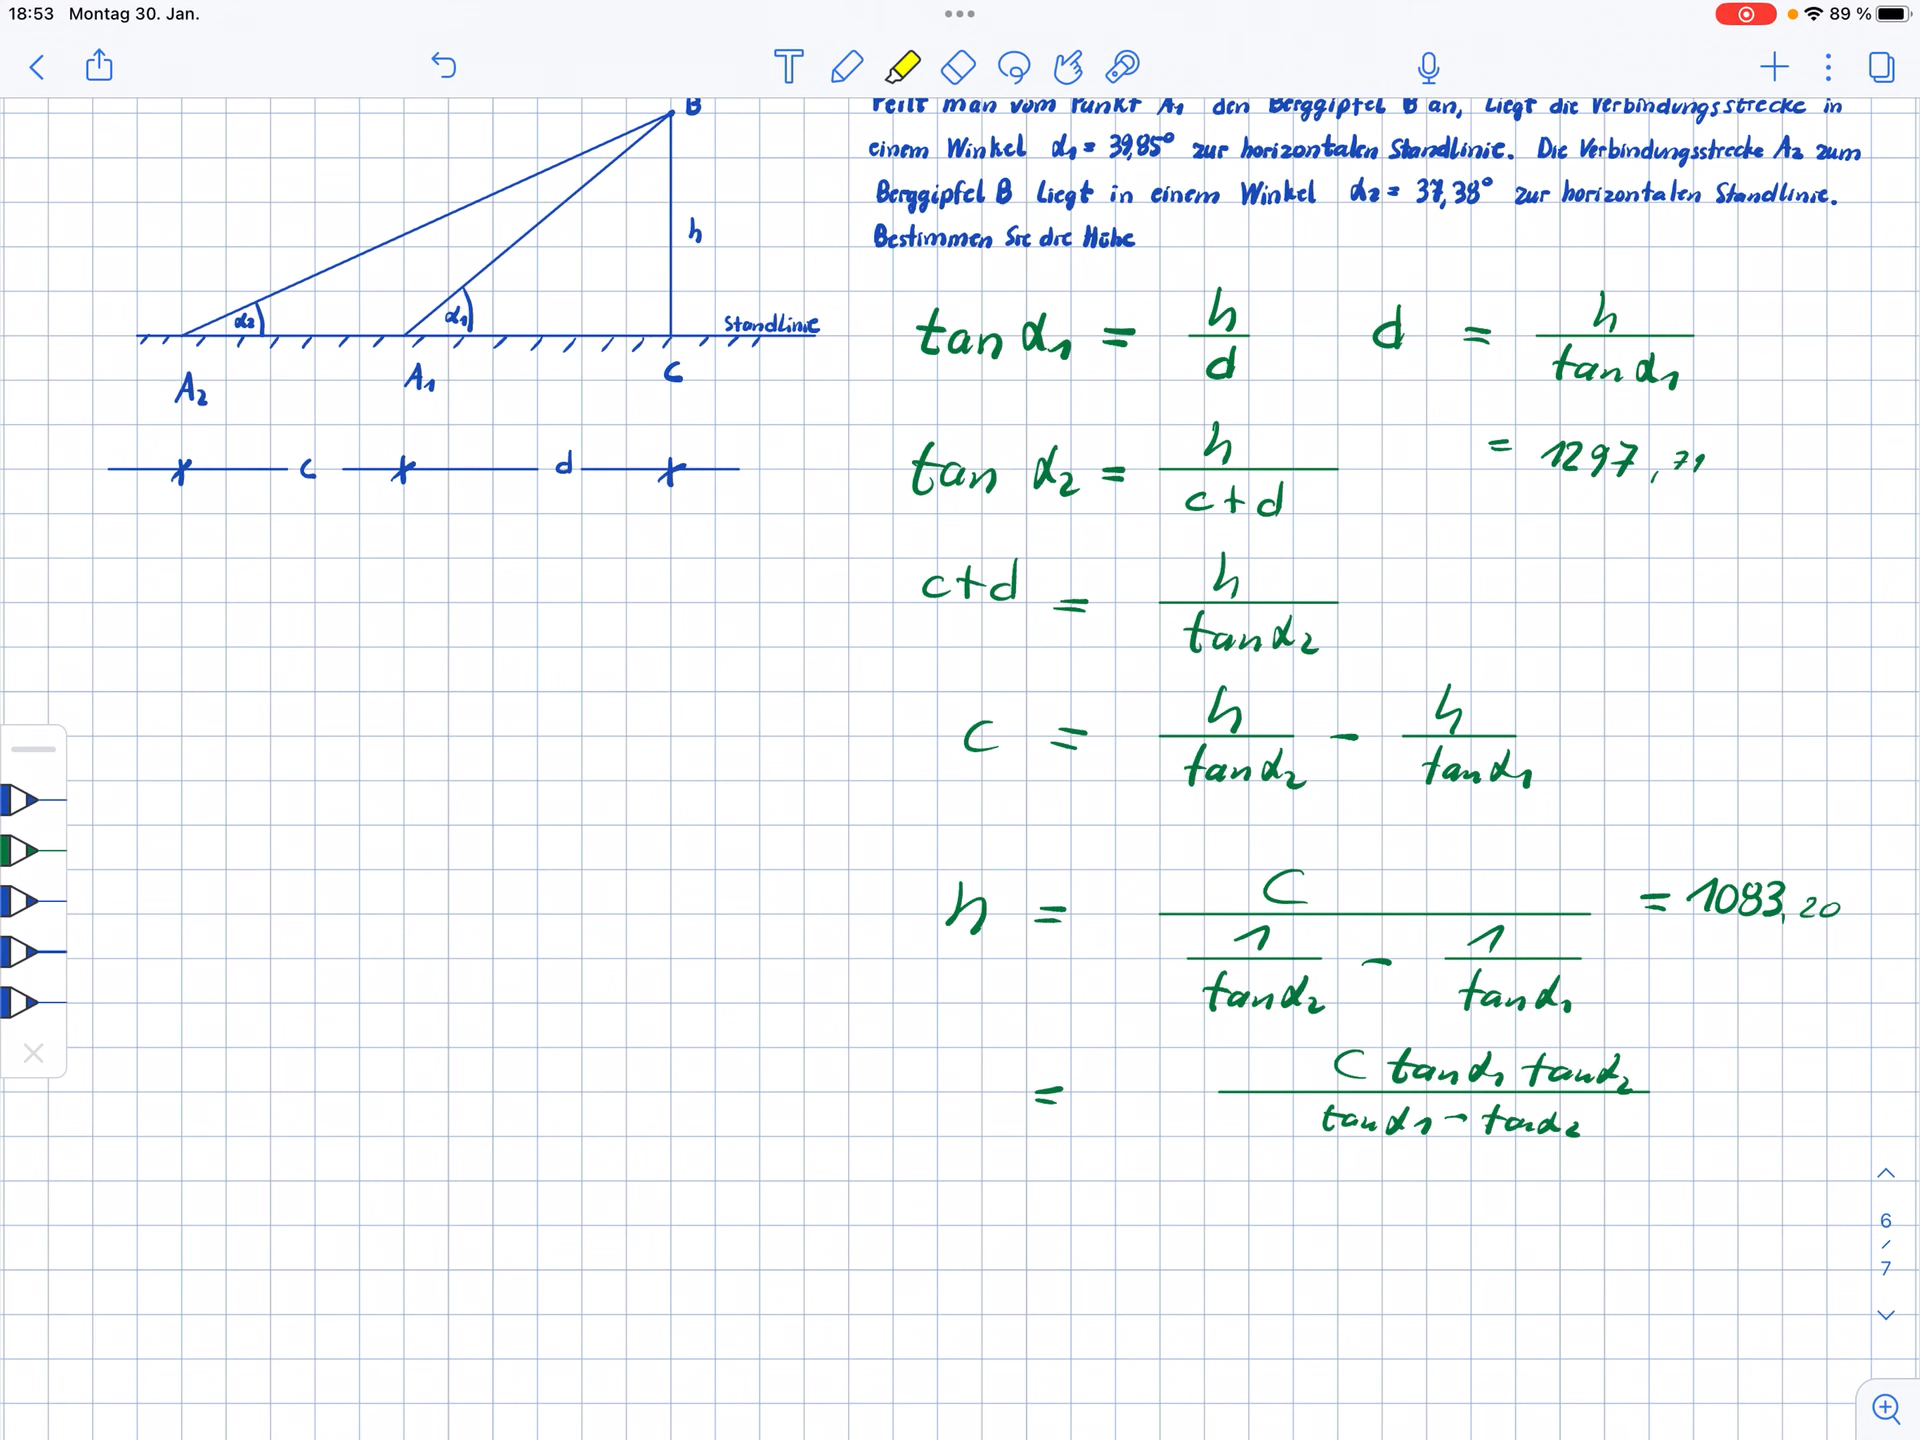 18:53 Montag 30. Jan.
89 %
B
Peilt man vom Punkt A₁ den Berggipfel B an, liegt die Verbindungsstrecke in
einem Winkel α₁ = 39,85° zur horizontalen Standlinie. Die Verbindungsstrecke A₂ zum
Berggipfel B liegt in einem Winkel α₂ = 37,38° zur horizontalen Standlinie.
Bestimmen Sie die Höhe
h
α₂ α₁ Standlinie
A₂ A₁ C
c d
tan α₁ = h/d d = h/tan α₁
tan α₂ = h/(c+d) = 1297,71
c+d = h/tan α₂
c = h/tan α₂ - h/tan α₁
h = c/(1/tan α₂ - 1/tan α₁) = 1083,20
= c tan α₁ tan α₂/(tan α₁ - tan α₂)
6
/
7